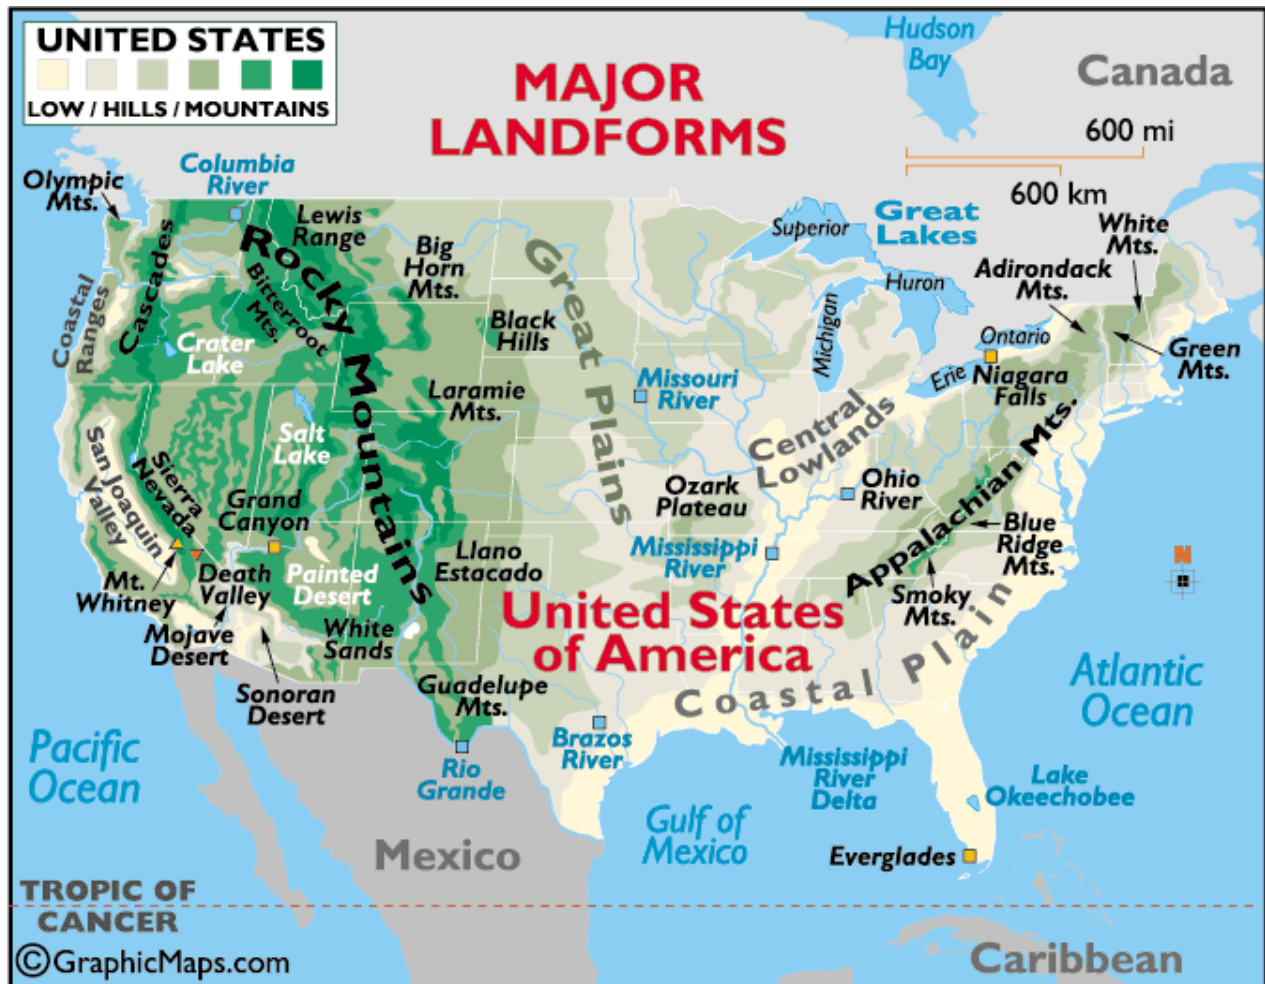 UNITED STATES
LOW / HILLS / MOUNTAINS
MAJOR
LANDFORMS
Hudson
Bay
Canada
600 mi
600 km
Olympic
Mts.
Columbia
River
Lewis
Range
Rocky Mountains
Big
Horn
Mts.
Great Plains
Superior
Great
Lakes
White
Mts.
Adirondack
Mts.
Huron
Coastal
Ranges
Cascades
Bitterroot
Mts.
Crater
Lake
Black
Hills
Michigan
Ontario
Erie
Niagara
Falls
Green
Mts.
Laramie
Mts.
Missouri
River
Central
Lowlands
Salt
Lake
San Joaquin
Valley
Sierra
Nevada
Grand
Canyon
Ozark
Plateau
Ohio
River
Appalachian Mts.
Blue
Ridge
Mts.
Mississippi
River
Llano
Estacado
Mt.
Whitney
Death
Valley
Painted
Desert
Smoky
Mts.
N
United States
of America
Mojave
Desert
White
Sands
Coastal Plain
Sonoran
Desert
Guadelupe
Mts.
Atlantic
Ocean
Pacific
Ocean
Rio
Grande
Brazos
River
Mississippi
River
Delta
Lake
Okeechobee
Gulf of
Mexico
Mexico
Everglades
TROPIC OF
CANCER
©GraphicMaps.com
Caribbean